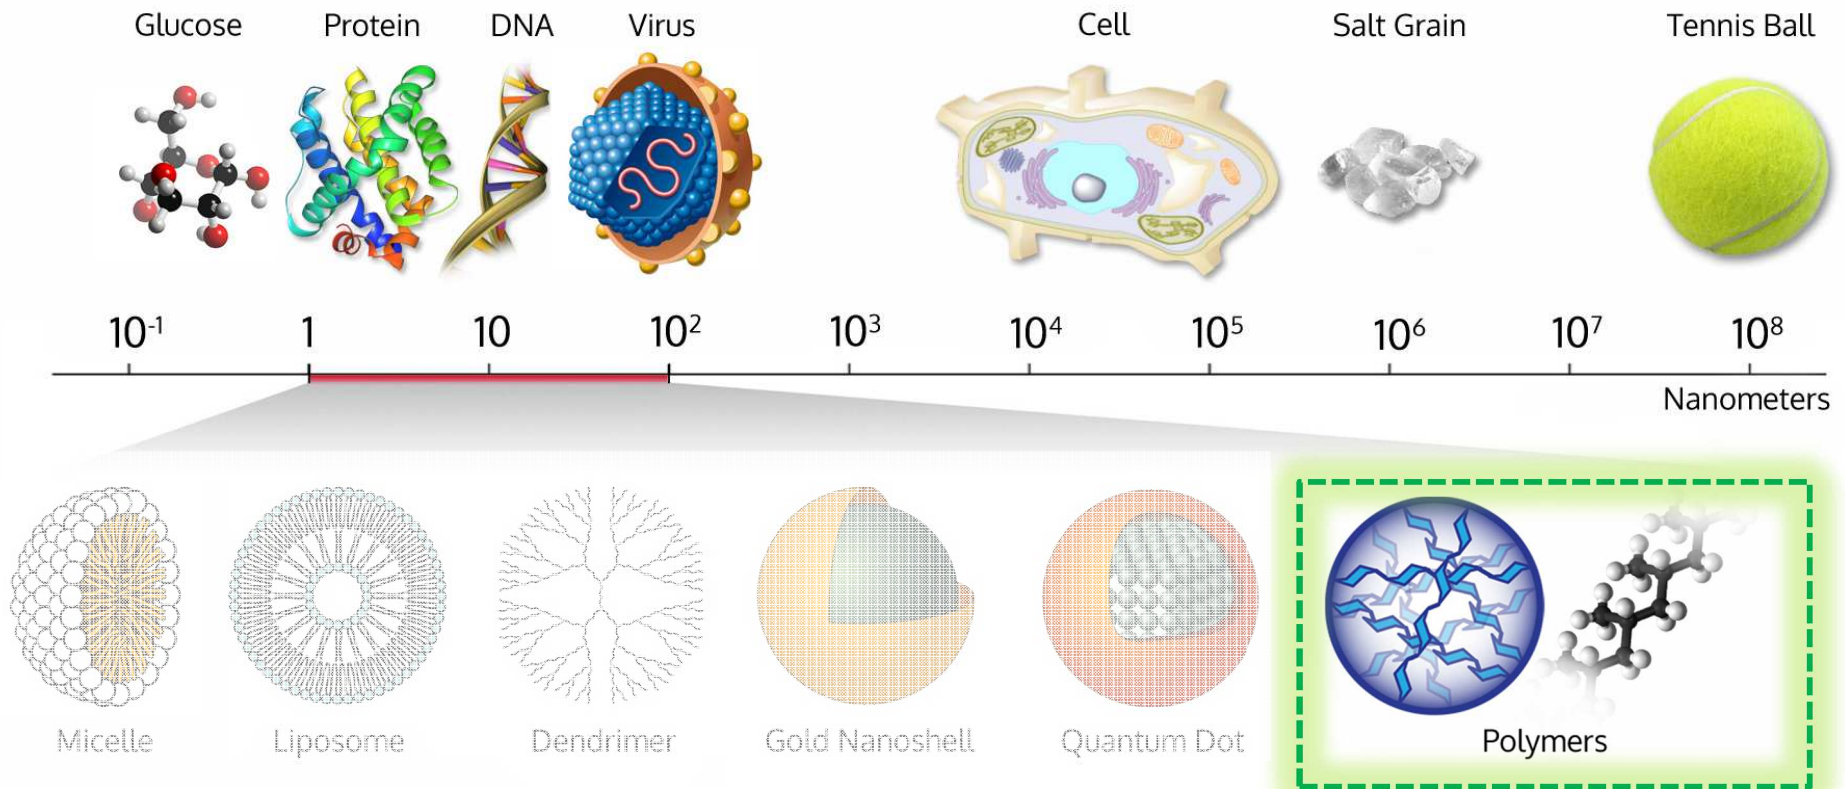 Glucose Protein DNA Virus Cell Salt Grain Tennis Ball
10⁻¹ 1 10 10² 10³ 10⁴ 10⁵ 10⁶ 10⁷ 10⁸
Nanometers
Micelle Liposome Dendrimer Gold Nanoshell Quantum Dot Polymers